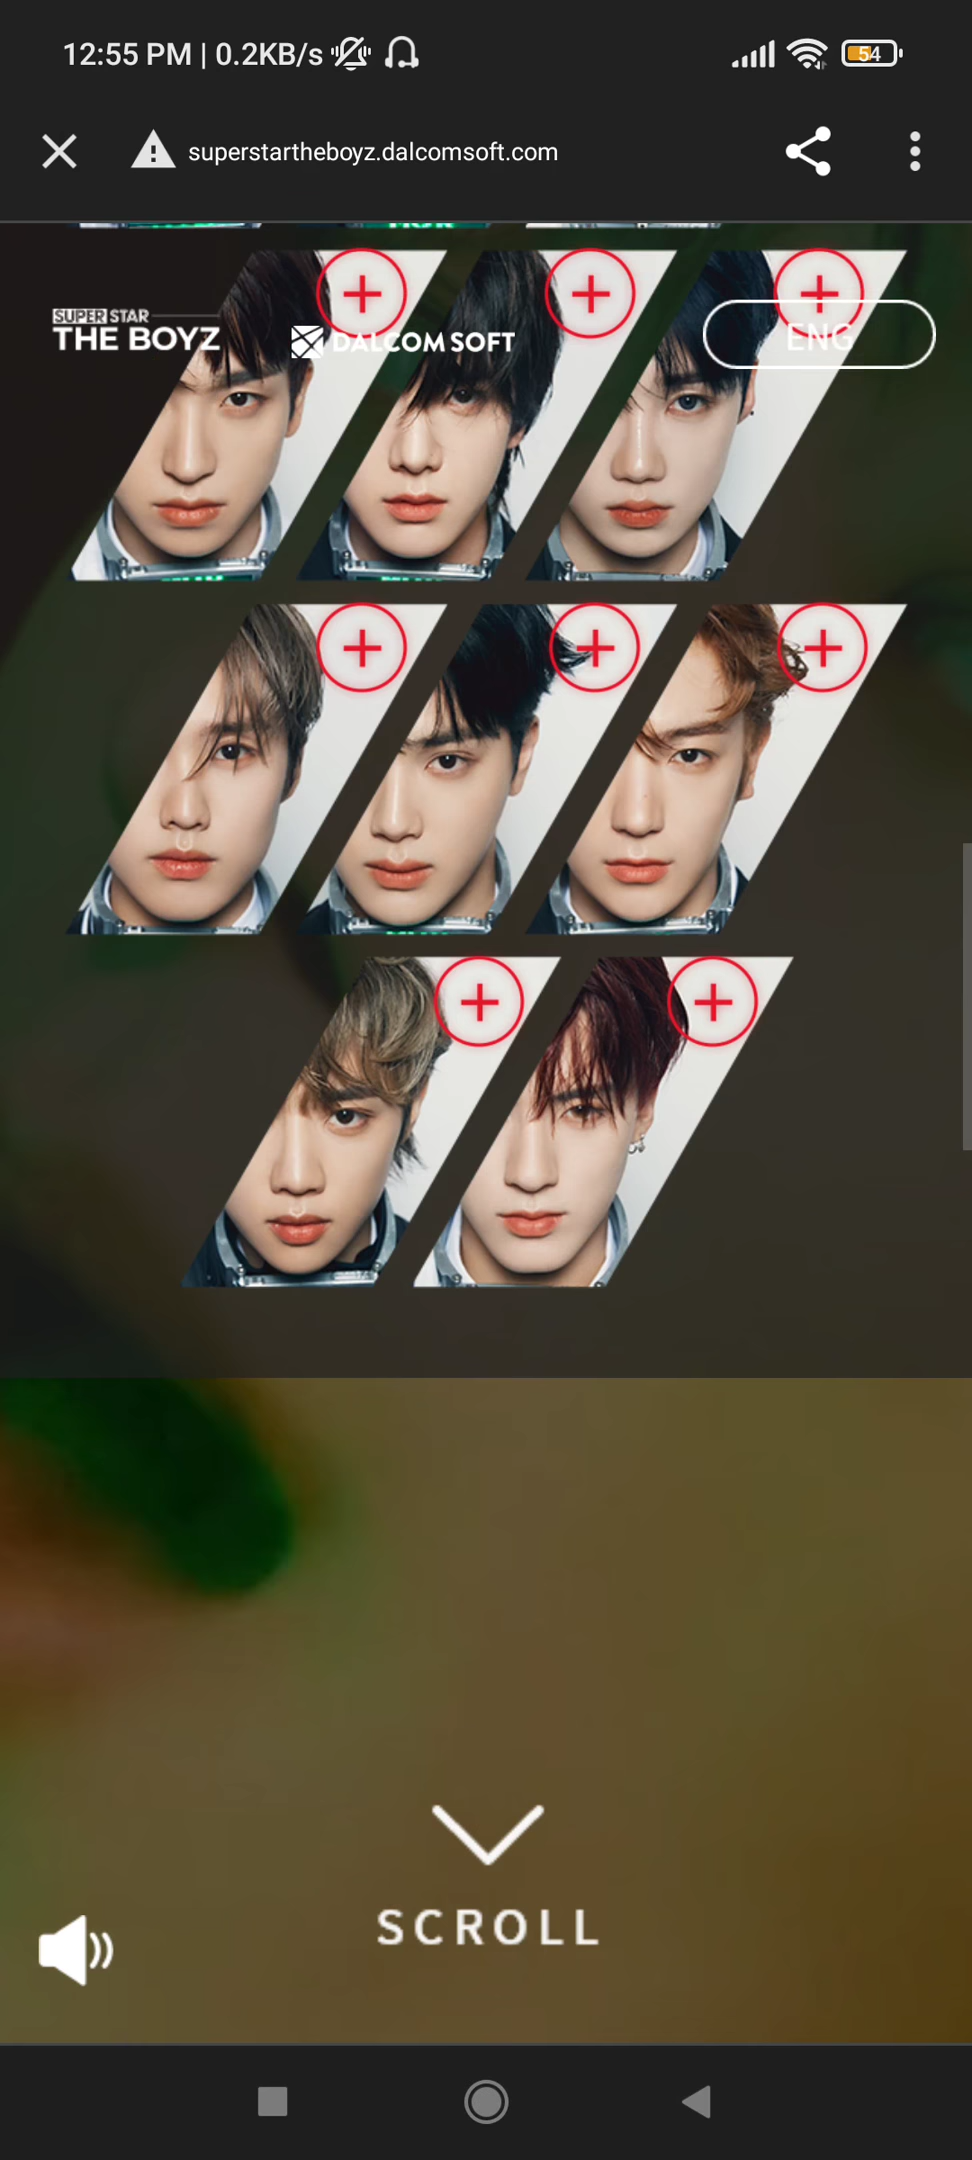 12:55 PM | 0.2KB/s
54
superstartheboyz.dalcomsoft.com
SUPER STAR
THE BOYZ
DALCOM SOFT
ENG
SCROLL